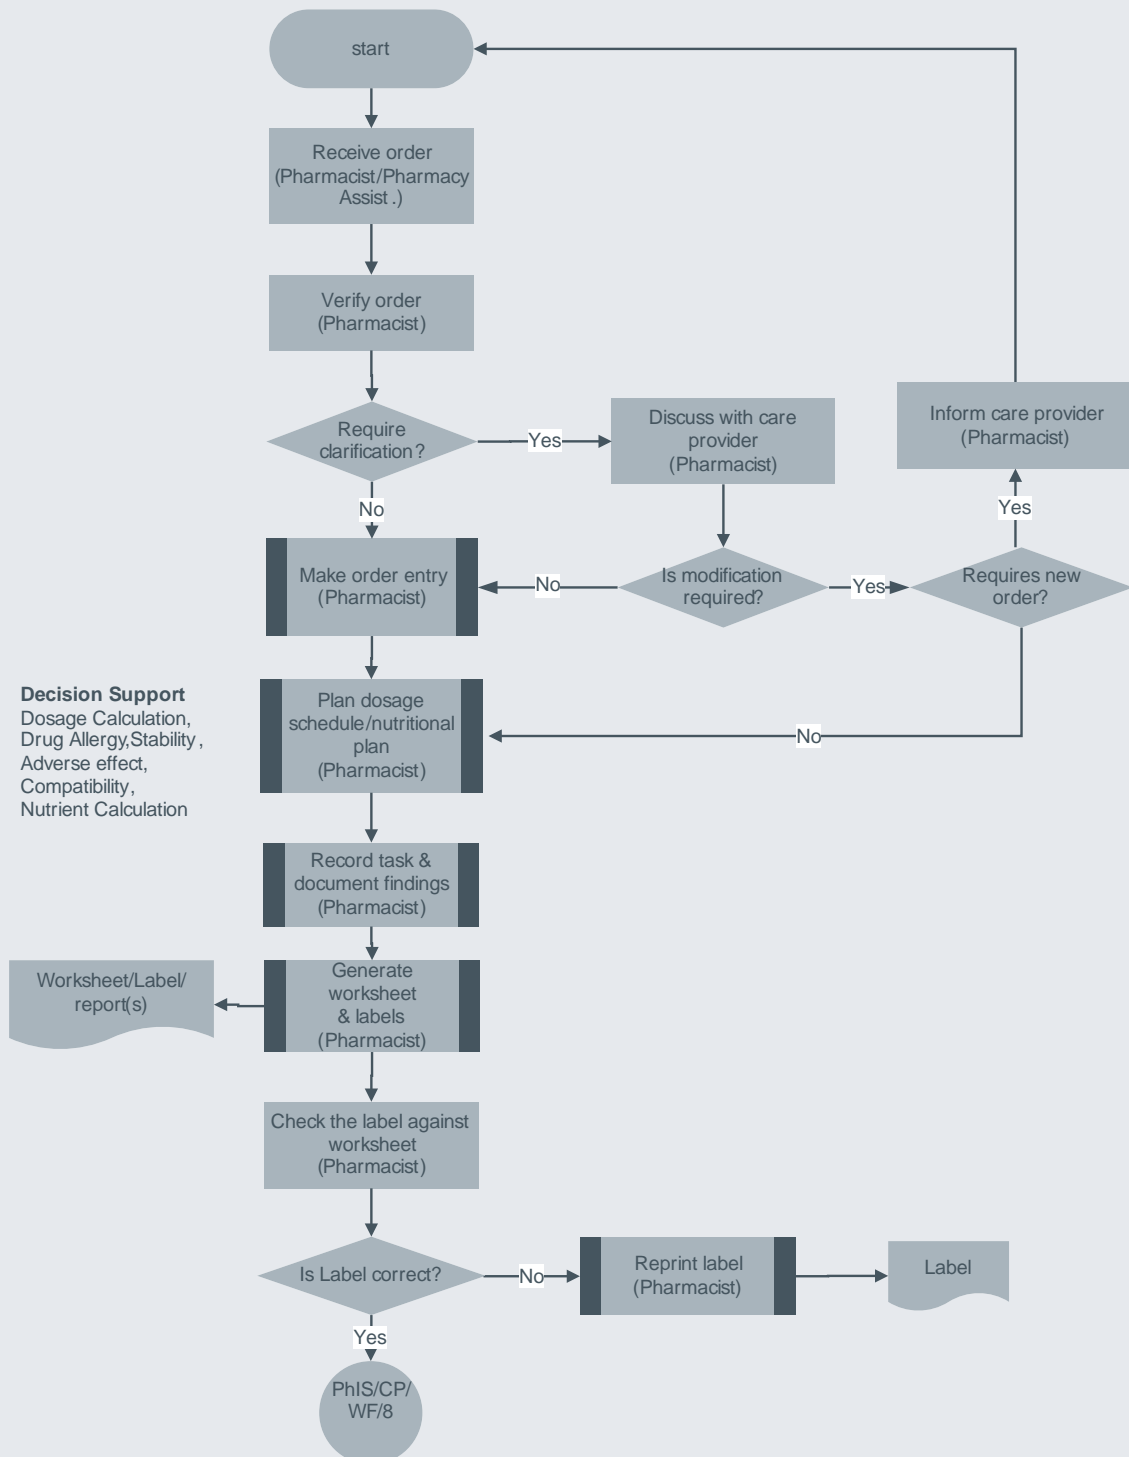 start
Receive order
(Pharmacist/Pharmacy
Assist .)
Verify order
(Pharmacist)
Require
clarification?
Yes
Discuss with care
provider
(Pharmacist)
Inform care provider
(Pharmacist)
No
Yes
Make order entry
(Pharmacist)
No
Is modification
required?
Yes
Requires new
order?
Decision Support
Dosage Calculation,
Drug Allergy,Stability,
Adverse effect,
Compatibility,
Nutrient Calculation
Plan dosage
schedule/nutritional
plan
(Pharmacist)
No
Record task &
document findings
(Pharmacist)
Worksheet/Label/
report(s)
Generate
worksheet
& labels
(Pharmacist)
Check the label against
worksheet
(Pharmacist)
Is Label correct?
No
Reprint label
(Pharmacist)
Label
Yes
PhIS/CP/
WF/8